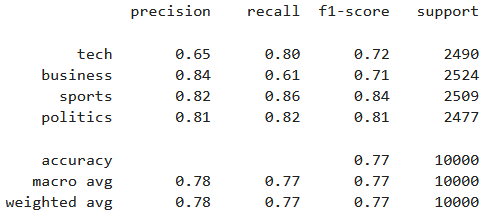 precision recall f1-score support
tech 0.65 0.80 0.72 2490
business 0.84 0.61 0.71 2524
sports 0.82 0.86 0.84 2509
politics 0.81 0.82 0.81 2477
accuracy 0.77 10000
macro avg 0.78 0.77 0.77 10000
weighted avg 0.78 0.77 0.77 10000